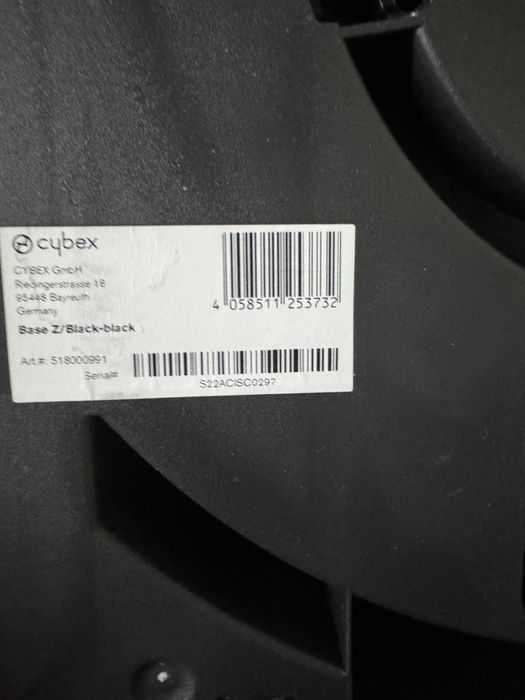 cybex
CYBEX GmbH
Riedingerstrasse 18
95448 Bayreuth
Germany
Base Z/Black-black
4 058511 253732
Art.#: 518000991
Serial#
S22ACISC0297